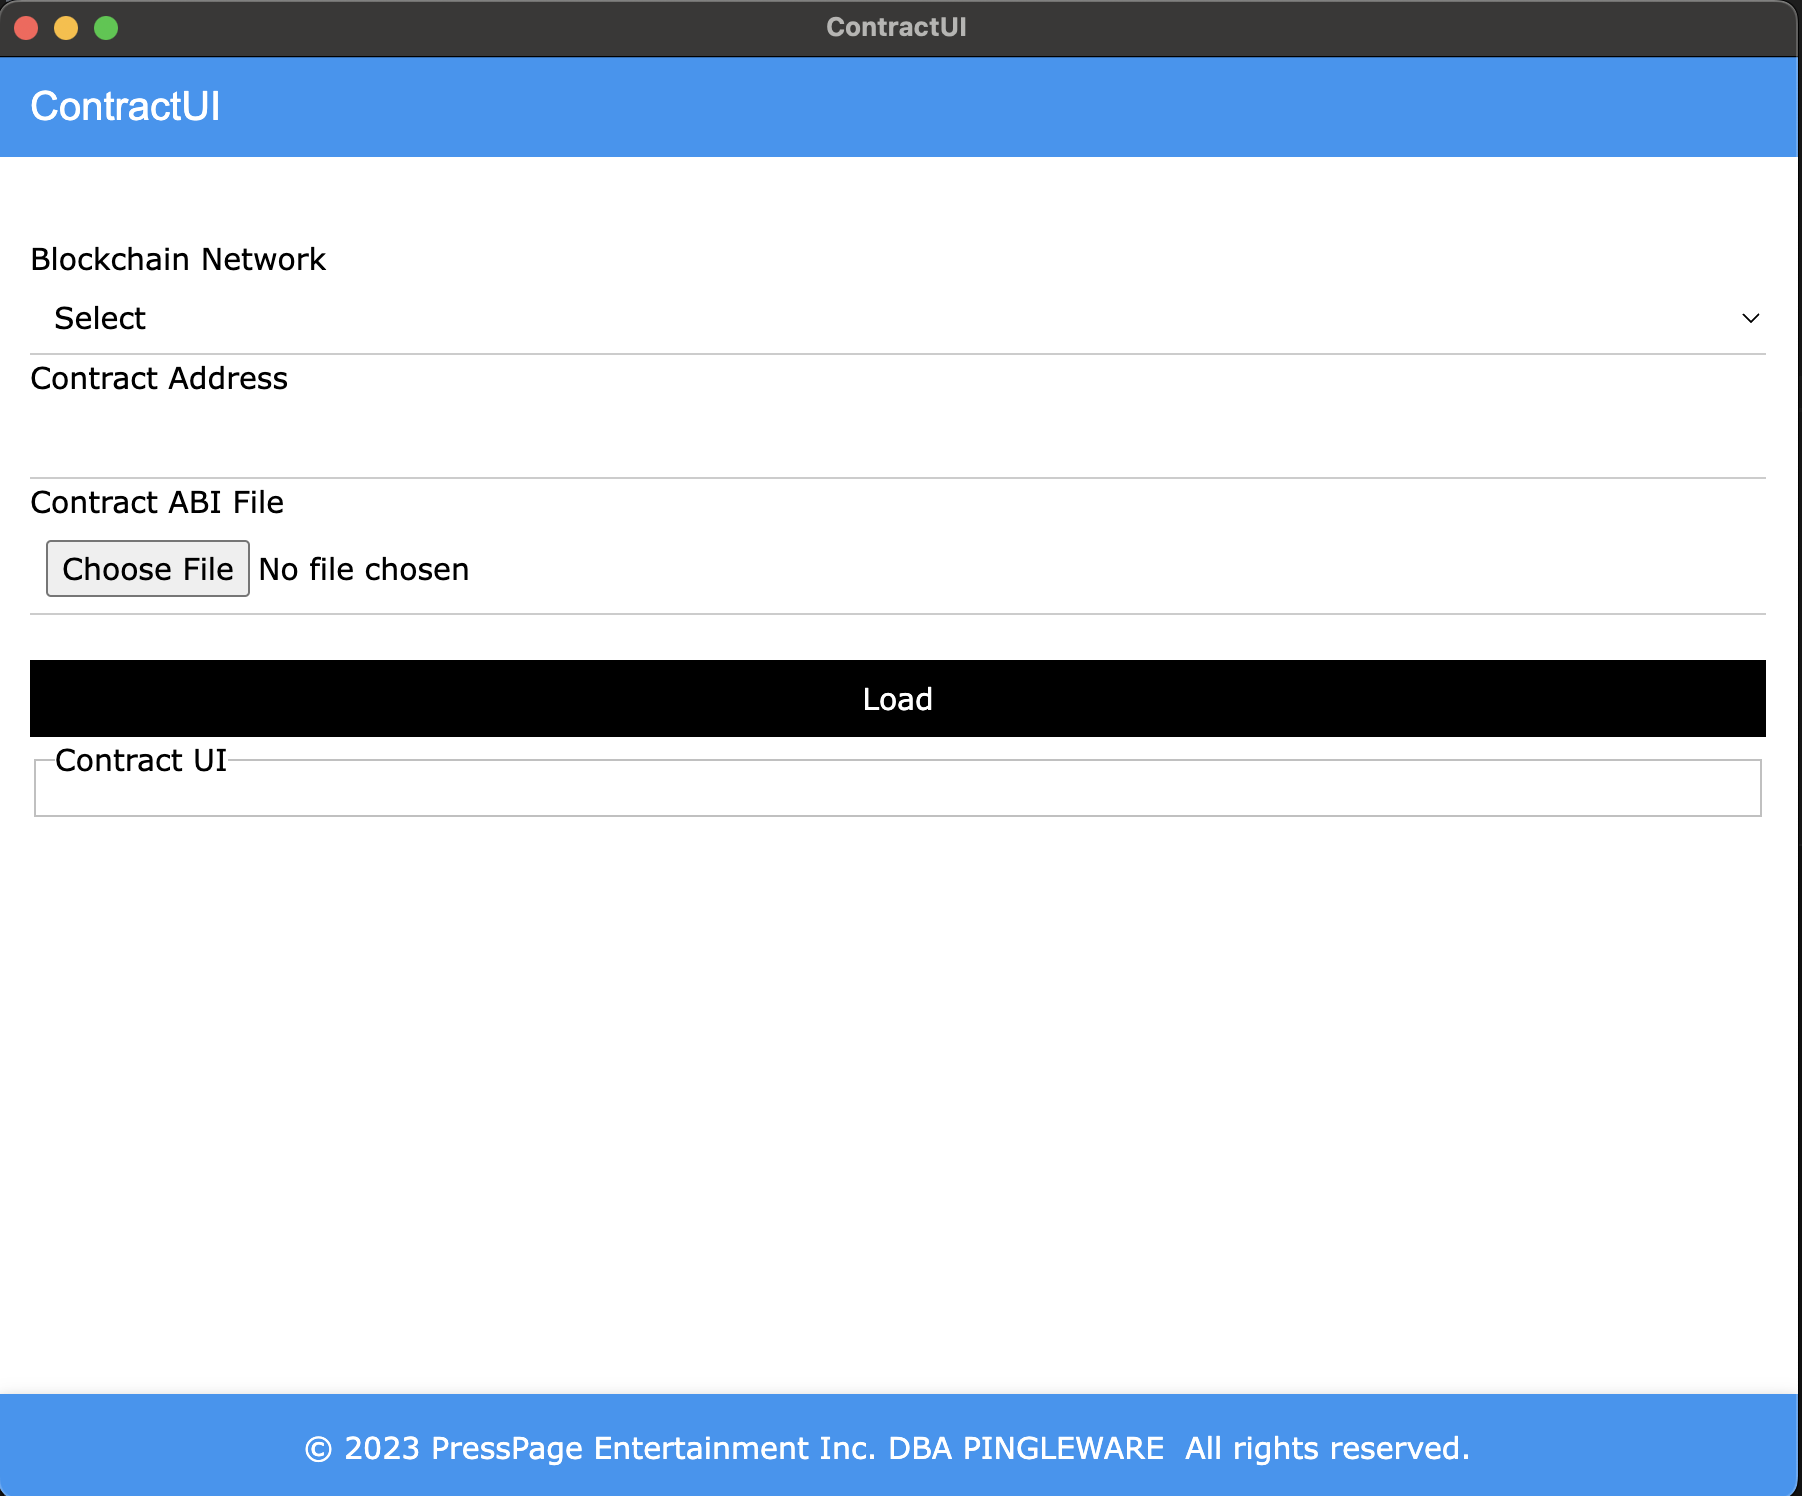 ContractUI
ContractUI
Blockchain Network
Select
Contract Address
Contract ABI File
Choose File No file chosen
Load
Contract UI
© 2023 PressPage Entertainment Inc. DBA PINGLEWARE  All rights reserved.